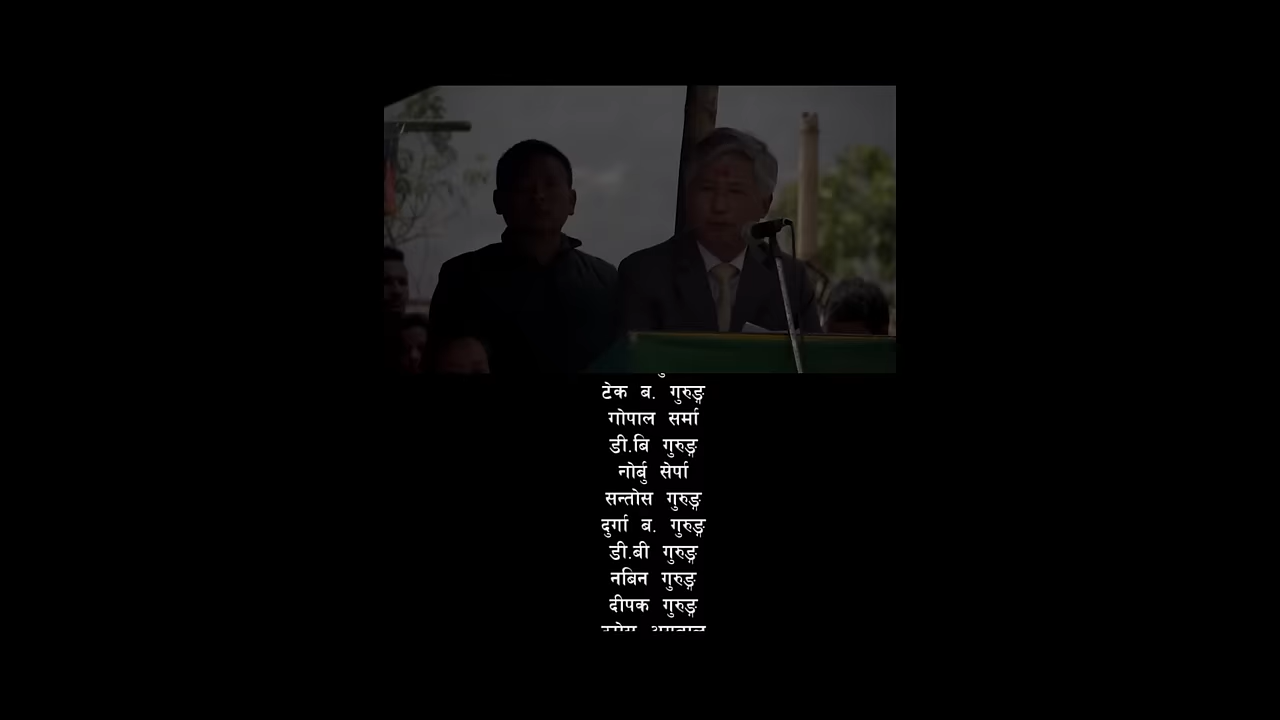 टेक ब. गुरुङ्ग
गोपाल सर्मा
डी.बि गुरुङ्ग
नोर्बु सेर्पा
सन्तोस गुरुङ्ग
दुर्गा ब. गुरुङ्ग
डी.बी गुरुङ्ग
नबिन गुरुङ्ग
दीपक गुरुङ्ग